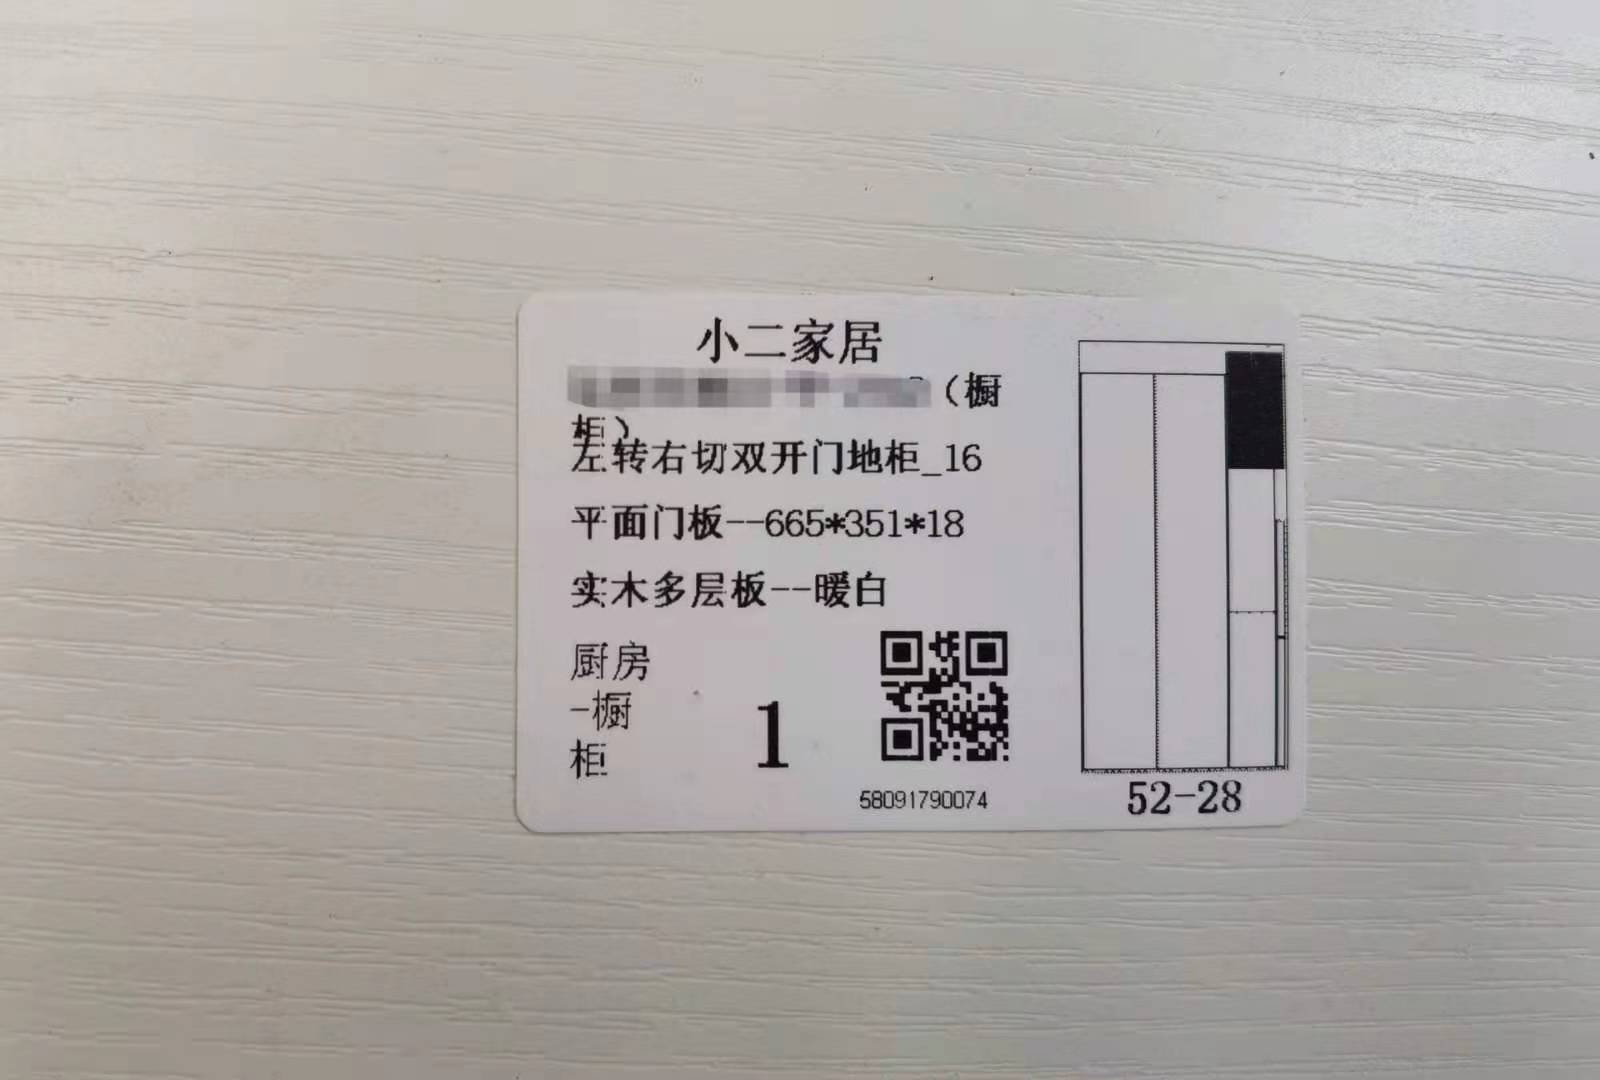 小二家居
（橱
柜）
左转右切双开门地柜_16
平面门板--665*351*18
实木多层板--暖白
厨房
-橱
柜
1
58091790074
52-28